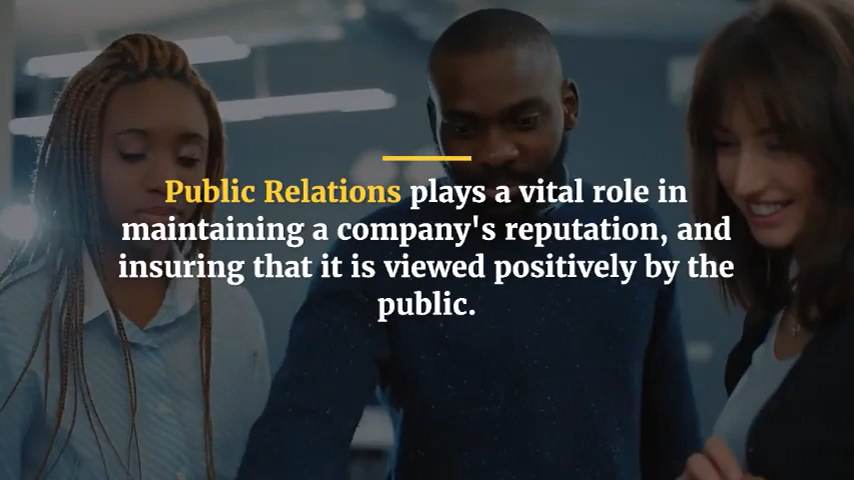 Public Relations plays a vital role in
maintaining a company's reputation, and
insuring that it is viewed positively by the
public.